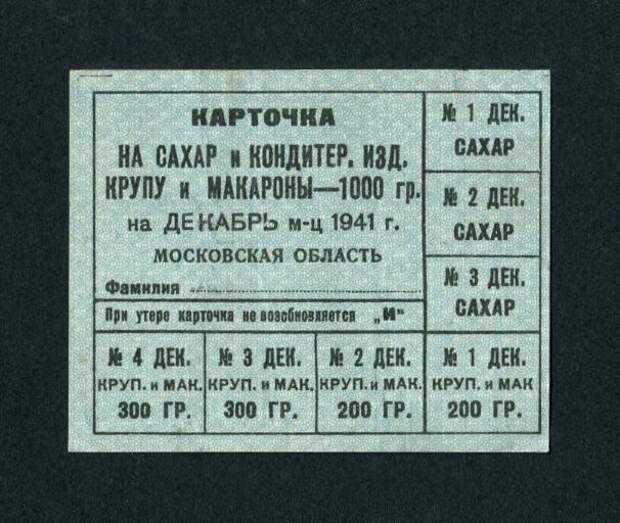 КАРТОЧКА
НА САХАР и КОНДИТЕР. ИЗД.
КРУПУ и МАКАРОНЫ—1000 гр.
на ДЕКАБРЬ м-ц 1941 г.
МОСКОВСКАЯ ОБЛАСТЬ
Фамилия
При утере карточка не возобновляется „И"
№ 1 ДЕК.
САХАР
№ 2 ДЕК.
САХАР
№ 3 ДЕК.
САХАР
№ 4 ДЕК.
КРУП. и МАК.
300 ГР.
№ 3 ДЕК.
КРУП. и МАК.
300 ГР.
№ 2 ДЕК.
КРУП. и МАК.
200 ГР.
№ 1 ДЕК.
КРУП. и МАК
200 ГР.